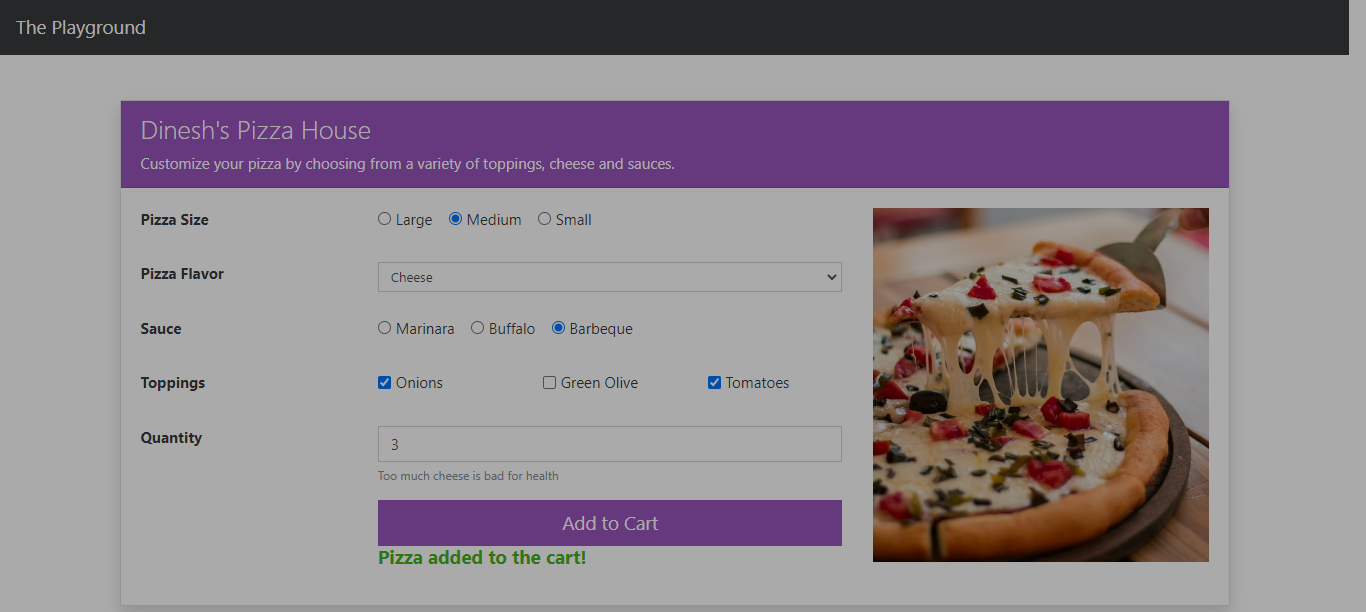 The Playground
Dinesh's Pizza House
Customize your pizza by choosing from a variety of toppings, cheese and sauces.
Pizza Size Large Medium Small
Pizza Flavor Cheese
Sauce Marinara Buffalo Barbeque
Toppings Onions Green Olive Tomatoes
Quantity 3
Too much cheese is bad for health
Add to Cart
Pizza added to the cart!